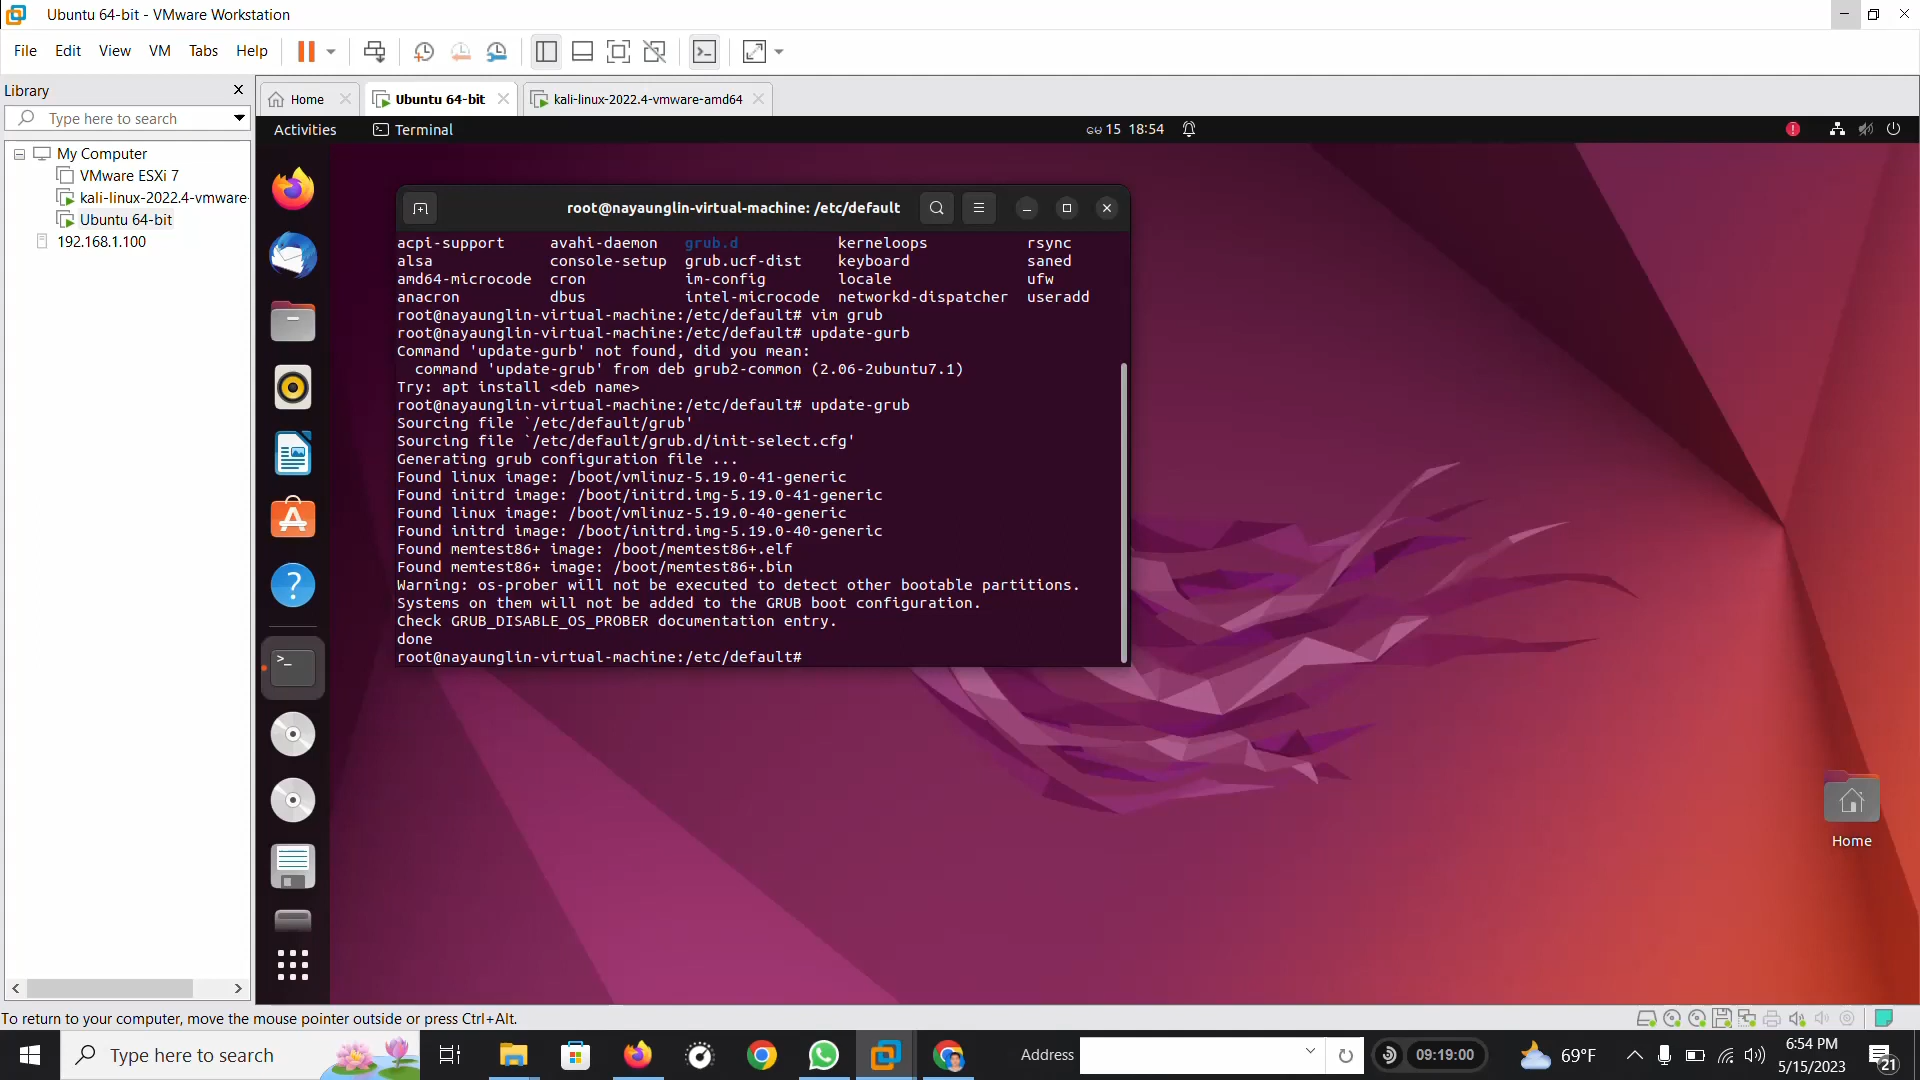 Ubuntu 64-bit - VMware Workstation
File Edit View VM Tabs Help
Library
Type here to search
My Computer
VMware ESXi 7
kali-linux-2022.4-vmware-
Ubuntu 64-bit
192.168.1.100
Home
Ubuntu 64-bit
kali-linux-2022.4-vmware-amd64
Activities
Terminal
မေ 15 18:54
root@nayaunglin-virtual-machine: /etc/default
acpi-support avahi-daemon grub.d kerneloops rsync
alsa console-setup grub.ucf-dist keyboard saned
amd64-microcode cron im-config locale ufw
anacron dbus intel-microcode networkd-dispatcher useradd
root@nayaunglin-virtual-machine:/etc/default# vim grub
root@nayaunglin-virtual-machine:/etc/default# update-gurb
Command 'update-gurb' not found, did you mean:
command 'update-grub' from deb grub2-common (2.06-2ubuntu7.1)
Try: apt install <deb name>
root@nayaunglin-virtual-machine:/etc/default# update-grub
Sourcing file `/etc/default/grub'
Sourcing file `/etc/default/grub.d/init-select.cfg'
Generating grub configuration file ...
Found linux image: /boot/vmlinuz-5.19.0-41-generic
Found initrd image: /boot/initrd.img-5.19.0-41-generic
Found linux image: /boot/vmlinuz-5.19.0-40-generic
Found initrd image: /boot/initrd.img-5.19.0-40-generic
Found memtest86+ image: /boot/memtest86+.elf
Found memtest86+ image: /boot/memtest86+.bin
Warning: os-prober will not be executed to detect other bootable partitions.
Systems on them will not be added to the GRUB boot configuration.
Check GRUB_DISABLE_OS_PROBER documentation entry.
done
root@nayaunglin-virtual-machine:/etc/default#
Home
To return to your computer, move the mouse pointer outside or press Ctrl+Alt.
Type here to search
Address
09:19:00
69°F
6:54 PM
5/15/2023
21